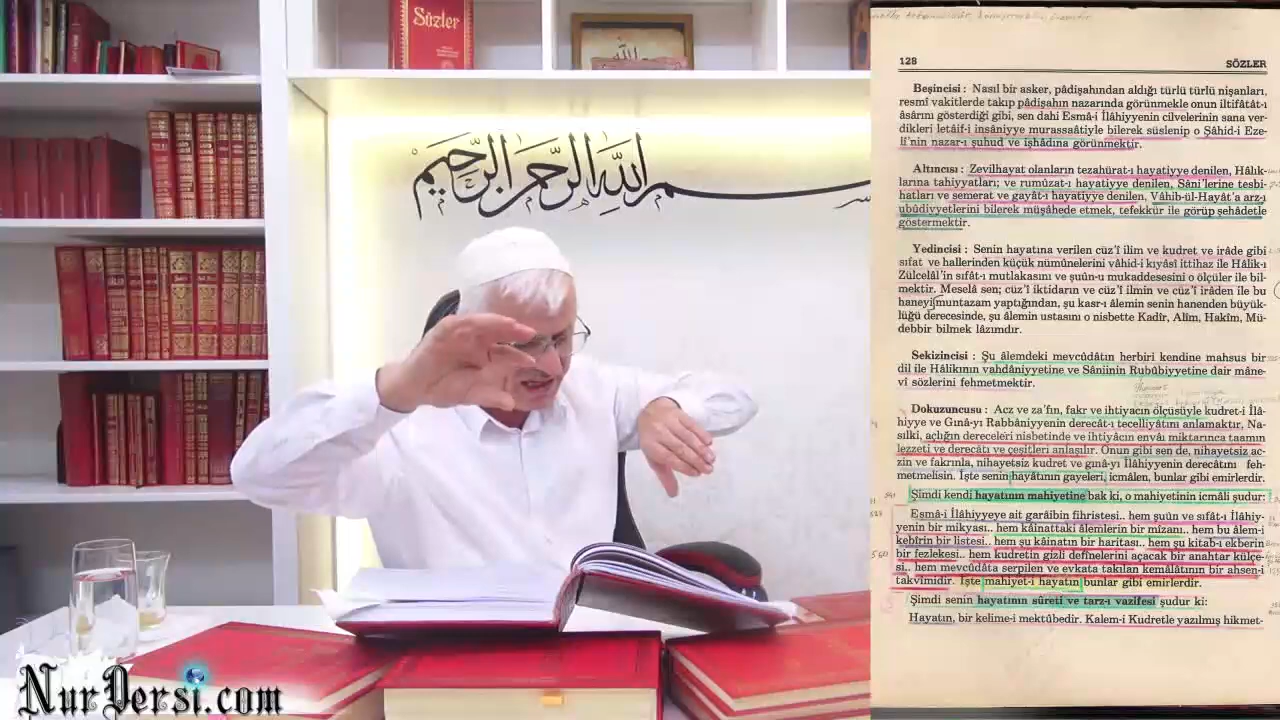 Sözler
الله
بسم الله الرحمن الرحيم
NurDersi.com
128 SÖZLER
Beşincisi : Nasıl bir asker, pâdişahından aldığı türlü türlü nişanları,
resmî vakitlerde takıp pâdişahın nazarında görünmekle onun iltifâtât-ı
âsârını gösterdiği gibi, sen dahi Esmâ-i İlâhiyyenin cilvelerinin sana ver-
dikleri letâif-i insâniyye murassaâtiyle bilerek süslenip o Şâhid-i Eze-
lî'nin nazar-ı şuhud ve işhâdına görünmektir.
Altıncısı : Zevilhayat olanların tezahürat-ı hayatiyye denilen, Hâlık-
larına tahiyyatları; ve rumûzat-ı hayatiyye denilen, Sâni'lerine tesbi-
hatları ve semerat ve gayât-ı hayatiyye denilen, Vâhib-ül-Hayât'a arz-ı
ubûdiyyetlerini bilerek müşâhede etmek, tefekkür ile görüp şehâdetle
göstermektir.
Yedincisi : Senin hayatına verilen cüz'î ilim ve kudret ve irâde gibi
sıfat ve hallerinden küçük nümûnelerini vâhid-i kıyâsî ittihaz ile Hâlık-ı
Zülcelâl'in sıfât-ı mutlakasını ve şuûn-u mukaddesesini o ölçüler ile bil-
mektir. Meselâ sen; cüz'î iktidarın ve cüz'î ilmin ve cüz'î irâden ile bu
haneyi muntazam yaptığından, şu kasr-ı âlemin senin hanenden büyük-
lüğü derecesinde, şu âlemin ustasını o nisbette Kadîr, Alîm, Hakîm, Mü-
debbir bilmek lâzımdır.
Sekizincisi : Şu âlemdeki mevcûdâtın herbiri kendine mahsus bir
dil ile Hâlikının vahdâniyyetine ve Sâniinin Rubûbiyyetine dair mâne-
vî sözlerini fehmetmektir.
Dokuzuncusu : Acz ve za'fın, fakr ve ihtiyacın ölçüsüyle kudret-i İlâ-
hiyye ve Gınâ-yı Rabbâniyyenin derecât-ı tecelliyâtını anlamaktır. Na-
sılki, açlığın dereceleri nisbetinde ve ihtiyâcın envâı miktarınca taamın
lezzeti ve derecâtı ve çeşitleri anlaşılır. Onun gibi sen de, nihayetsiz ac-
zin ve fakrınla, nihayetsiz kudret ve gınâ-yı İlâhiyyenin derecâtını feh-
metmelisin. İşte senin hayâtının gayeleri, icmâlen, bunlar gibi emirlerdir.
Şimdi kendi hayatının mahiyetine bak ki, o mahiyetinin icmâli şudur:
Esmâ-i İlâhiyyeye ait garâibin fihristesi.. hem şuûn ve sıfât-ı İlâhiy-
yenin bir mikyası.. hem kâinattaki âlemlerin bir mîzanı.. hem bu âlem-i
kebîrin bir listesi.. hem şu kâinatın bir haritası.. hem şu kitab-ı ekberin
bir fezlekesi.. hem kudretin gizli definelerini açacak bir anahtar külçe-
si.. hem mevcûdâta serpilen ve evkata takılan kemâlâtının bir ahsen-i
takvimidir. İşte mahiyet-i hayatın bunlar gibi emirlerdir.
Şimdi senin hayatının sûreti ve tarz-ı vazîfesi şudur ki:
Hayatın, bir kelime-i mektûbedir. Kalem-i Kudretle yazılmış hikmet-